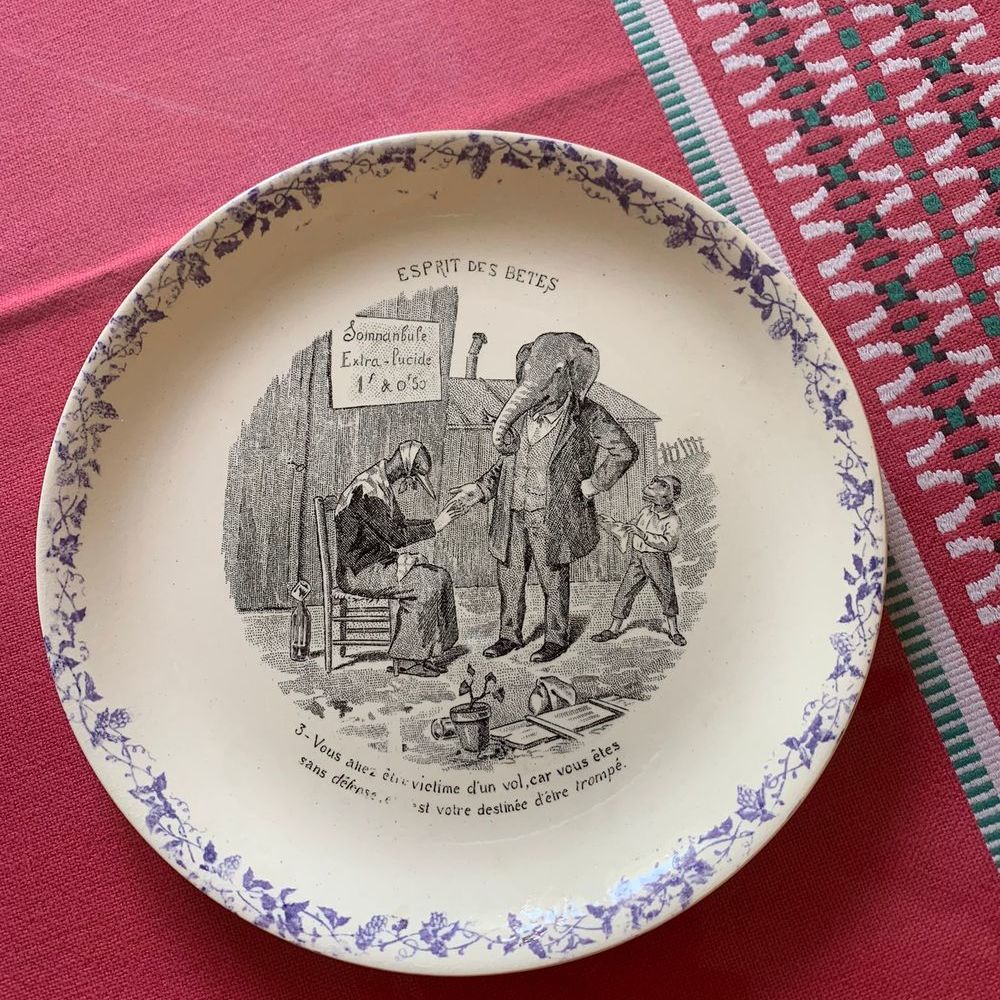 ESPRIT DES BETES
Somnanbule
Extra-lucide
1f & 0f50
3-Vous allez être victime d'un vol, car vous êtes
sans défense, est votre destinée d'être trompé.